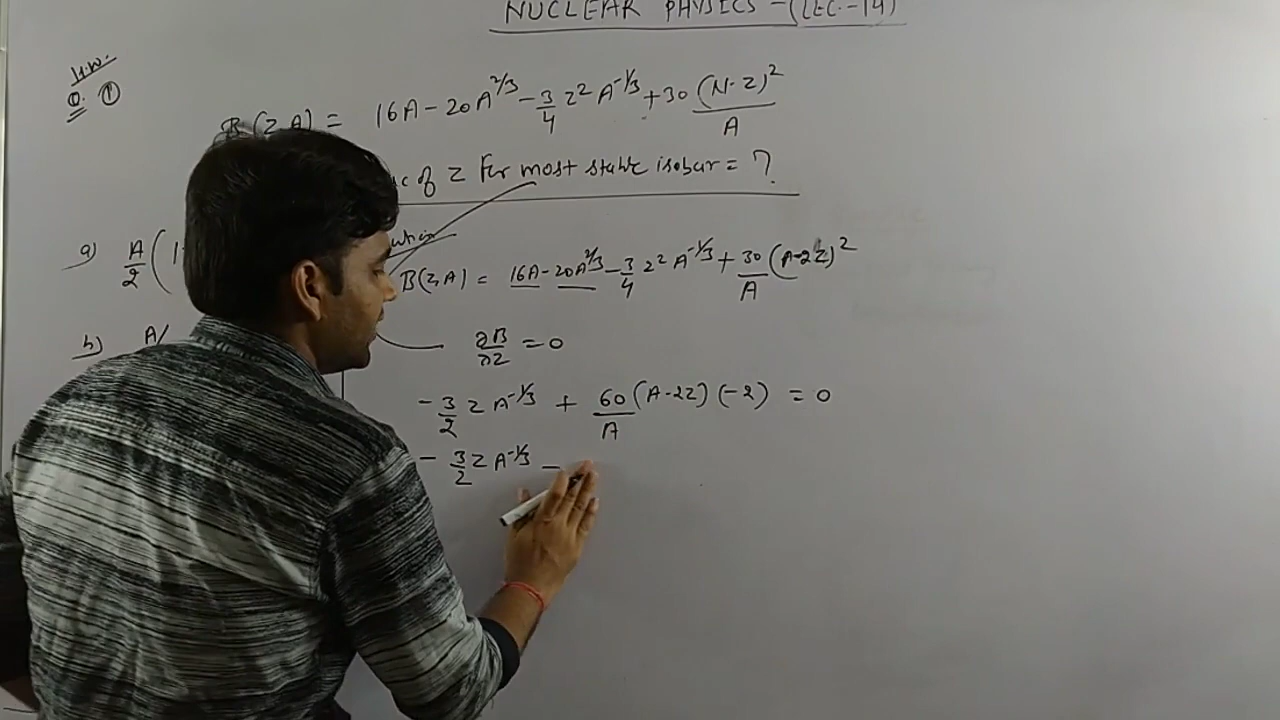 NUCLEAR PHYSICS - (LEC.-14)
H.W.
Q. ①
B(Z A) = 16A - 20A^2/3 - 3/4 Z² A^-1/3 + 30 (N-Z)²/A
of Z For most stable isobar = ?
a) A/2 (1
B(Z,A) = 16A - 20A^2/3 - 3/4 Z² A^-1/3 + 30/A (A-2Z)²
∂B/∂Z = 0
b) A/
- 3/2 Z A^-1/3 + 60/A (A-2Z) (-2) = 0
- 3/2 Z A^-1/3 -